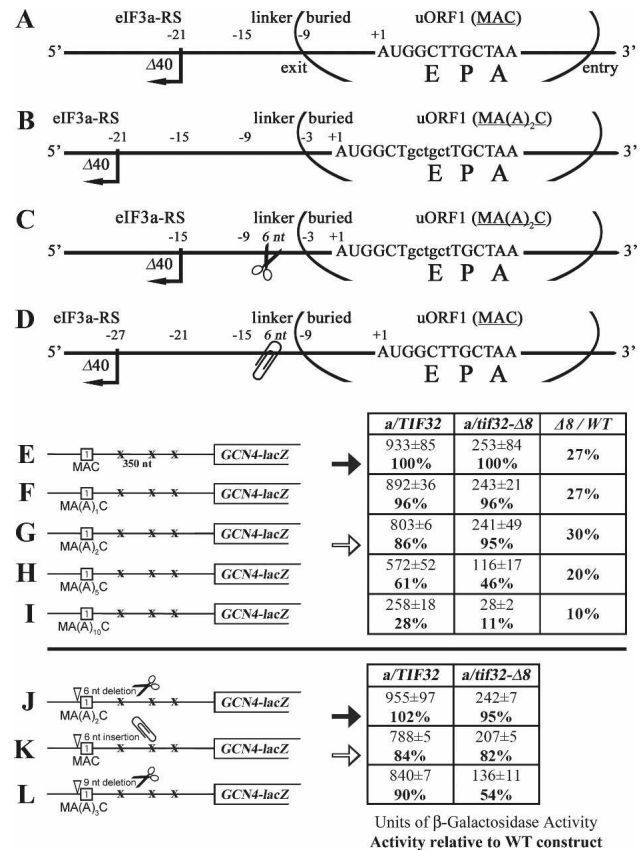 A
eIF3a-RS linker buried uORF1 (MAC)
-21 -15 -9 +1
5’ Δ40 AUGGCTTGCTAA 3’
exit E P A entry
B
eIF3a-RS linker buried uORF1 (MA(A)₂C)
-21 -15 -9 -3 +1
5’ Δ40 AUGGCTgctgctTGCTAA 3’
E P A
C
eIF3a-RS linker buried uORF1 (MA(A)₂C)
-15 -9 6 nt -3 +1
5’ Δ40 AUGGCTgctgctTGCTAA 3’
E P A
D
eIF3a-RS linker buried uORF1 (MAC)
-27 -21 -15 6 nt -9 +1
5’ Δ40 AUGGCTTGCTAA 3’
E P A
a/TIF32 a/tif32-Δ8 Δ8 / WT
E 1 MAC x x x 350 nt GCN4-lacZ
933±85 253±84 27%
100% 100%
F 1 MA(A)₁C x x x GCN4-lacZ
892±36 243±21 27%
96% 96%
G 1 MA(A)₂C x x x GCN4-lacZ
803±6 241±49 30%
86% 95%
H 1 MA(A)₅C x x x GCN4-lacZ
572±52 116±17 20%
61% 46%
I 1 MA(A)₁₀C x x x GCN4-lacZ
258±18 28±2 10%
28% 11%
a/TIF32 a/tif32-Δ8
J 6 nt deletion 1 MA(A)₂C x x x GCN4-lacZ
955±97 242±7
102% 95%
K 6 nt insertion 1 MAC x x x GCN4-lacZ
788±5 207±5
84% 82%
L 9 nt deletion 1 MA(A)₃C x x x GCN4-lacZ
840±7 136±11
90% 54%
Units of β-Galactosidase Activity
Activity relative to WT construct